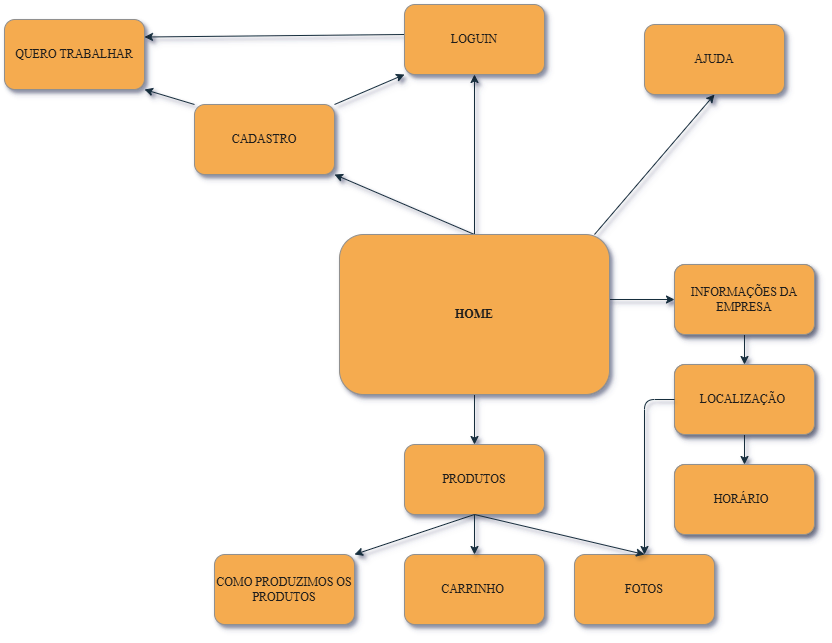 LOGUIN
QUERO TRABALHAR
AJUDA
CADASTRO
HOME
INFORMAÇÕES DA
EMPRESA
LOCALIZAÇÃO
PRODUTOS
HORÁRIO
COMO PRODUZIMOS OS
PRODUTOS
CARRINHO
FOTOS